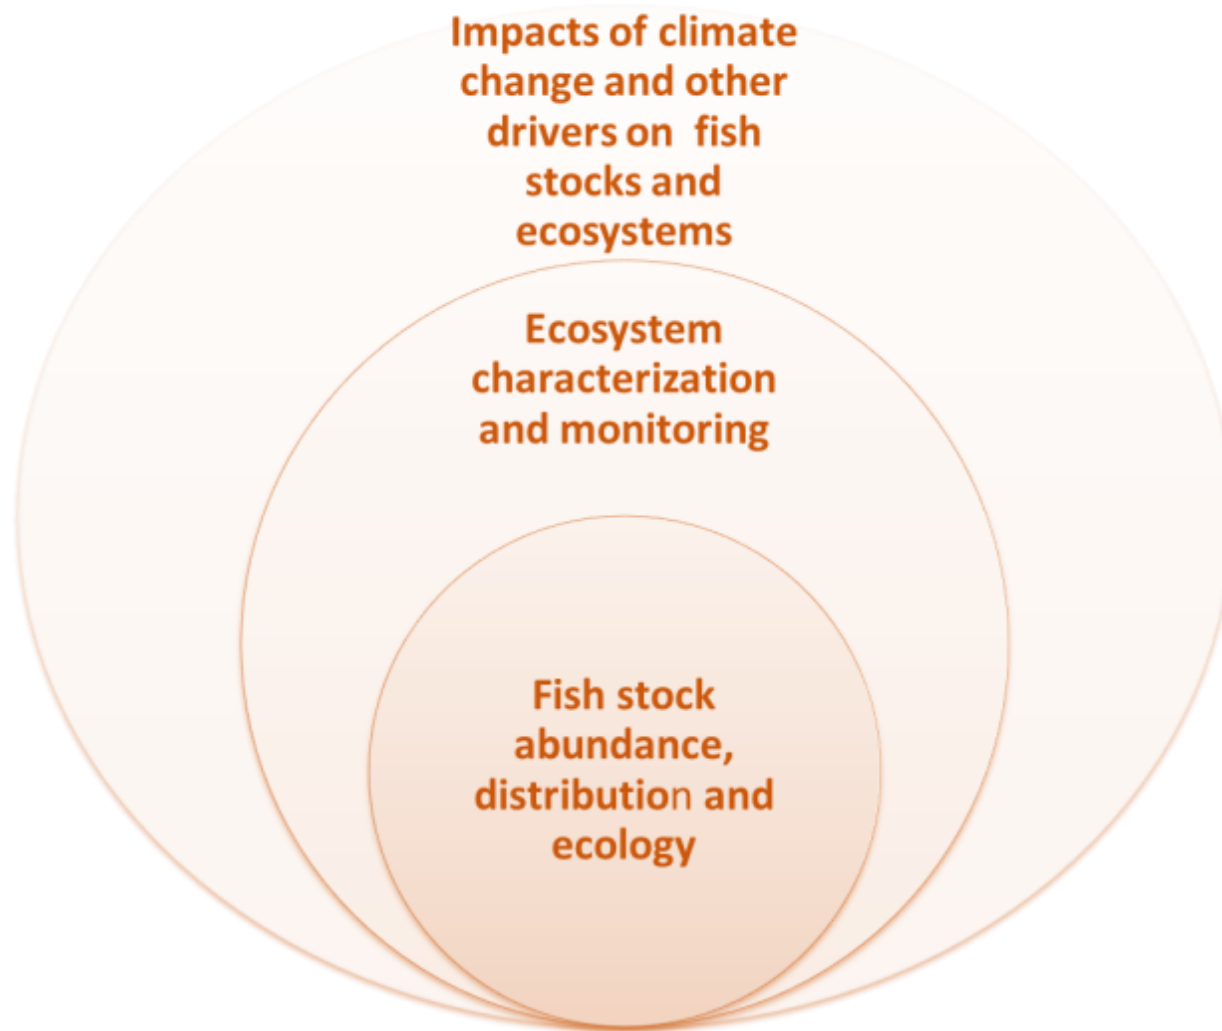 Impacts of climate
change and other
drivers on  fish
stocks and
ecosystems
Ecosystem
characterization
and monitoring
Fish stock
abundance,
distribution and
ecology